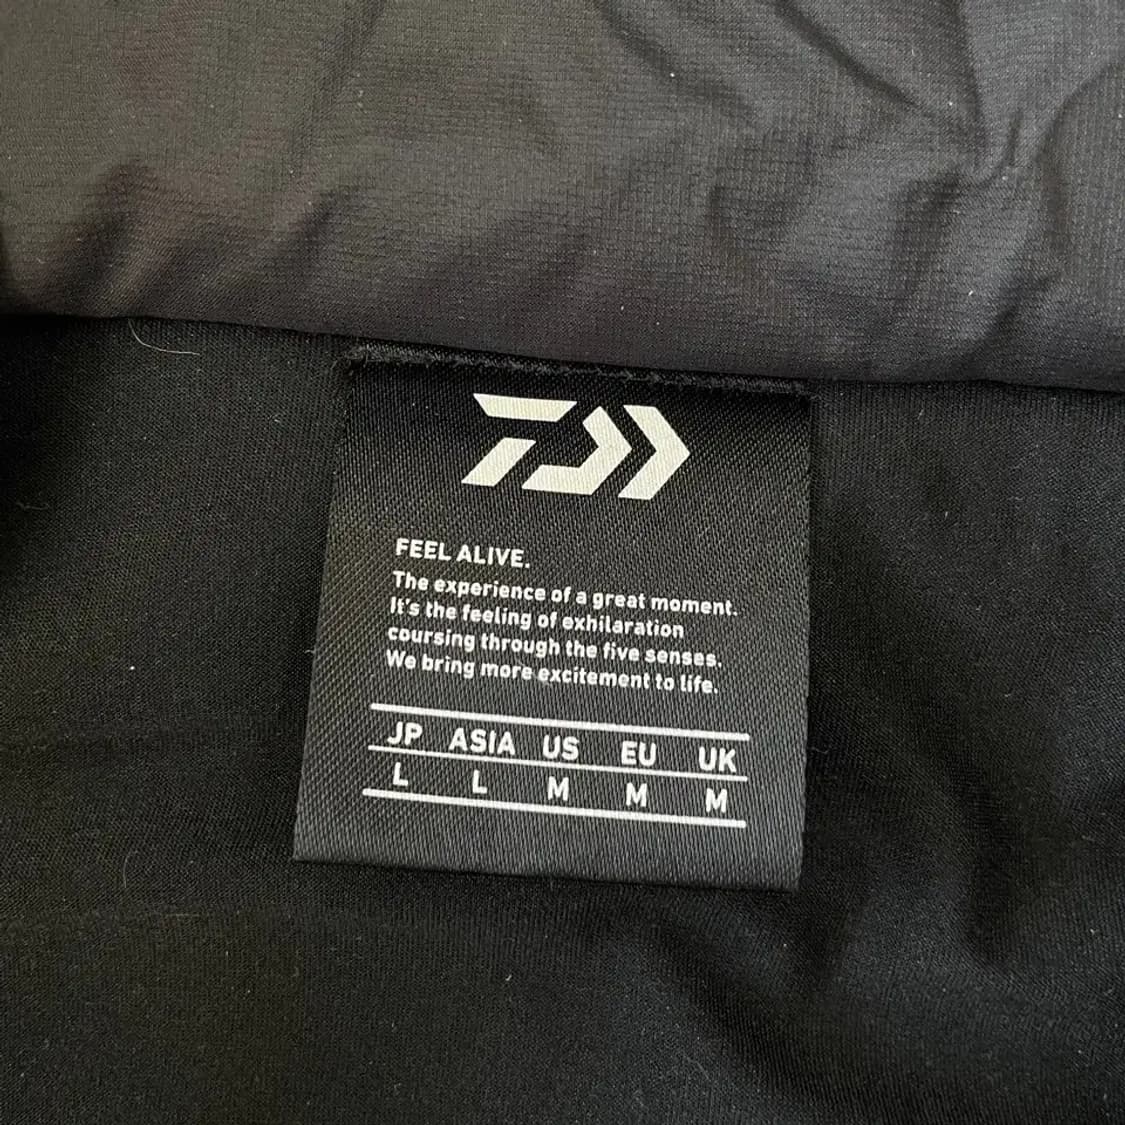 FEEL ALIVE.
The experience of a great moment.
It's the feeling of exhilaration
coursing through the five senses.
We bring more excitement to life.
JP ASIA US EU UK
L L M M M